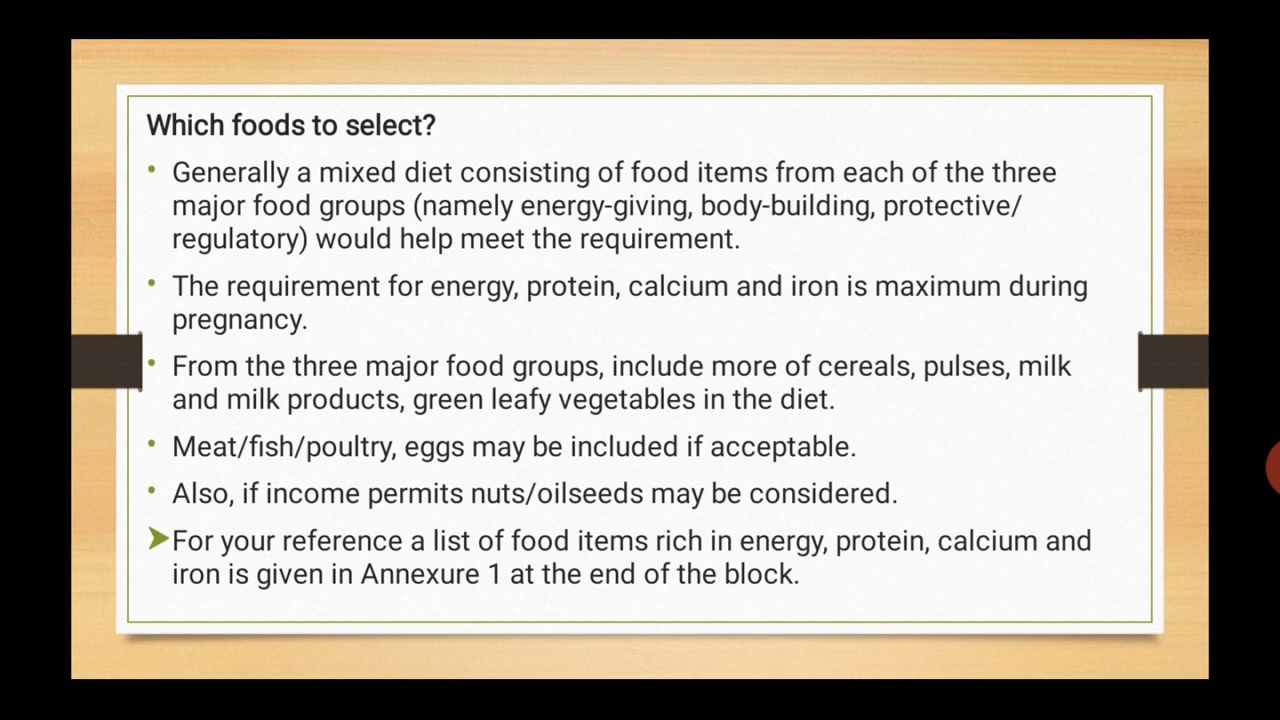 Which foods to select?
• Generally a mixed diet consisting of food items from each of the three
major food groups (namely energy-giving, body-building, protective/
regulatory) would help meet the requirement.
• The requirement for energy, protein, calcium and iron is maximum during
pregnancy.
• From the three major food groups, include more of cereals, pulses, milk
and milk products, green leafy vegetables in the diet.
• Meat/fish/poultry, eggs may be included if acceptable.
• Also, if income permits nuts/oilseeds may be considered.
➤For your reference a list of food items rich in energy, protein, calcium and
iron is given in Annexure 1 at the end of the block.